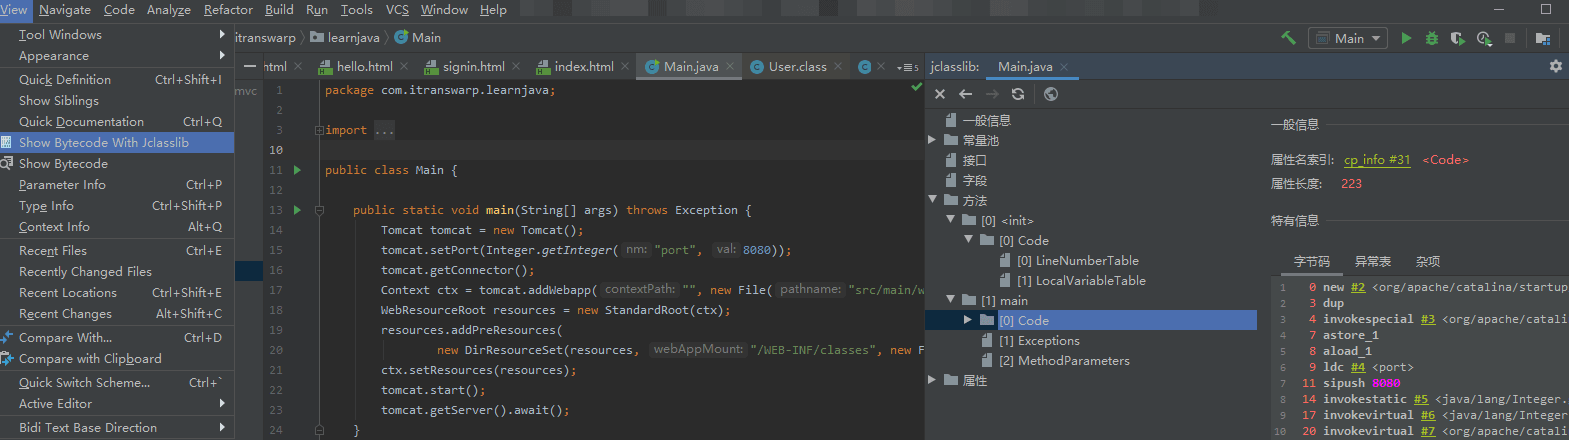 View Navigate Code Analyze Refactor Build Run Tools VCS Window Help
Tool Windows
Appearance
Quick Definition Ctrl+Shift+I
Show Siblings
Quick Documentation Ctrl+Q
Show Bytecode With Jclasslib
Show Bytecode
Parameter Info Ctrl+P
Type Info Ctrl+Shift+P
Context Info Alt+Q
Recent Files Ctrl+E
Recently Changed Files
Recent Locations Ctrl+Shift+E
Recent Changes Alt+Shift+C
Compare With... Ctrl+D
Compare with Clipboard
Quick Switch Scheme... Ctrl+`
Active Editor
Bidi Text Base Direction
itranswarp learnjava Main
Main
mvc
html hello.html signin.html index.html Main.java User.class 5
1 package com.itranswarp.learnjava;
2
3 import ...
10
11 public class Main {
12
13 public static void main(String[] args) throws Exception {
14 Tomcat tomcat = new Tomcat();
15 tomcat.setPort(Integer.getInteger( nm: "port", val: 8080));
16 tomcat.getConnector();
17 Context ctx = tomcat.addWebapp( contextPath: "", new File( pathname: "src/main/w
18 WebResourceRoot resources = new StandardRoot(ctx);
19 resources.addPreResources(
20 new DirResourceSet(resources, webAppMount: "/WEB-INF/classes", new F
21 ctx.setResources(resources);
22 tomcat.start();
23 tomcat.getServer().await();
24 }
jclasslib: Main.java
一般信息
常量池
接口
字段
方法
[0] <init>
[0] Code
[0] LineNumberTable
[1] LocalVariableTable
[1] main
[0] Code
[1] Exceptions
[2] MethodParameters
属性
一般信息
属性名索引: cp_info #31 <Code>
属性长度: 223
特有信息
字节码 异常表 杂项
1 0 new #2 <org/apache/catalina/startup
2 3 dup
3 4 invokespecial #3 <org/apache/catali
4 7 astore_1
5 8 aload_1
6 9 ldc #4 <port>
7 11 sipush 8080
8 14 invokestatic #5 <java/lang/Integer.
9 17 invokevirtual #6 <java/lang/Integer
10 20 invokevirtual #7 <org/apache/catali